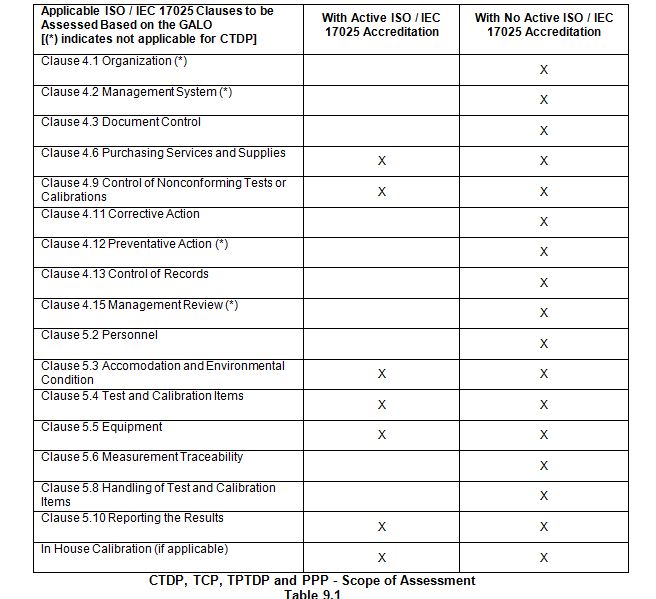 Applicable ISO / IEC 17025 Clauses to be
Assessed Based on the GALO
[(*) indicates not applicable for CTDP]
With Active ISO / IEC
17025 Accreditation
With No Active ISO / IEC
17025 Accreditation
Clause 4.1 Organization (*)
X
Clause 4.2 Management System (*)
X
Clause 4.3 Document Control
X
Clause 4.6 Purchasing Services and Supplies
X X
Clause 4.9 Control of Nonconforming Tests or
Calibrations
X X
Clause 4.11 Corrective Action
X
Clause 4.12 Preventative Action (*)
X
Clause 4.13 Control of Records
X
Clause 4.15 Management Review (*)
X
Clause 5.2 Personnel
X
Clause 5.3 Accomodation and Environmental
Condition
X X
Clause 5.4 Test and Calibration Items
X X
Clause 5.5 Equipment
X X
Clause 5.6 Measurement Traceability
X
Clause 5.8 Handling of Test and Calibration
Items
X
Clause 5.10 Reporting the Results
X X
In House Calibration (if applicable)
X X
CTDP, TCP, TPTDP and PPP - Scope of Assessment
Table 9.1